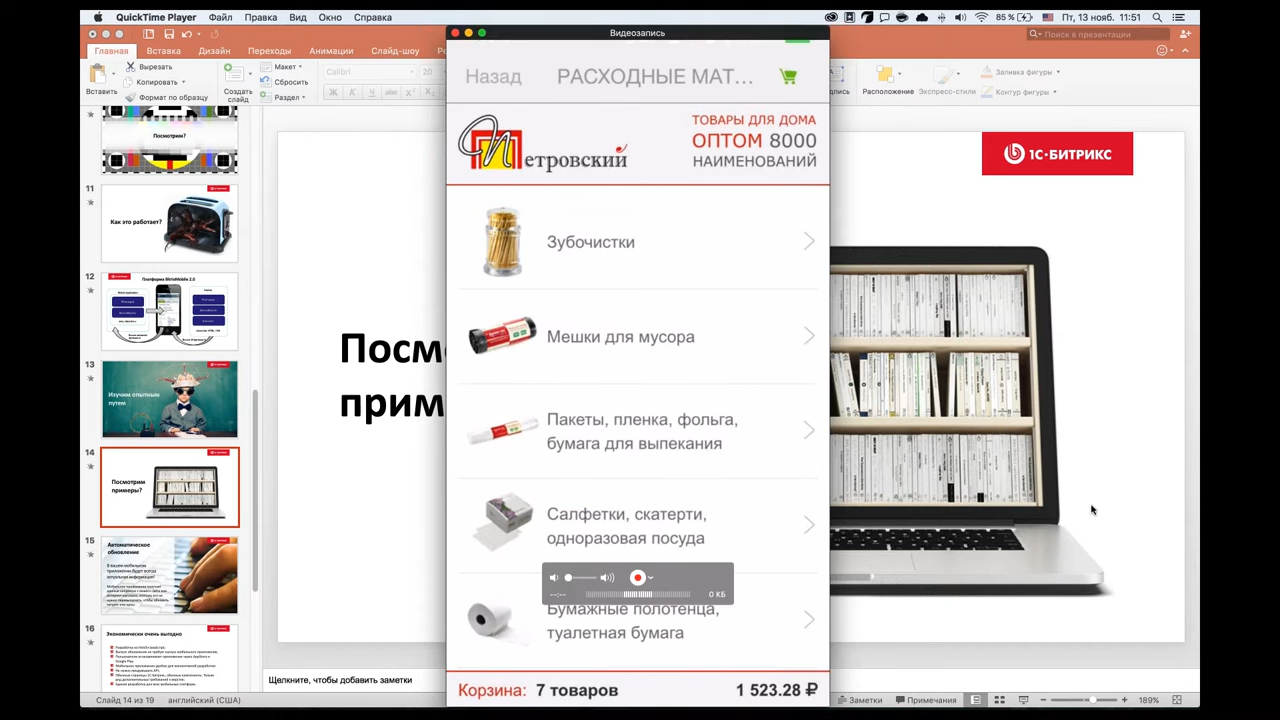 QuickTime Player Файл Правка Вид Окно Справка
85 % Пт, 13 нояб. 11:51
Видеозапись
Поиск в презентации
Главная Вставка Дизайн Переходы Анимации Слайд-шоу
Вставить
Вырезать
Копировать
Формат по образцу
Создать слайд
Макет
Сбросить
Раздел
Calibri 20
Ж К Ч abc X² X₂
Расположение Экспресс-стили
Заливка фигуры
Контур фигуры
Посмотрим?
11
Как это работает?
12
Платформа BitrixMobile 2.0
13
Изучим опытным
путем
14
Посмотрим
примеры?
15
Автоматическое
обновление
16
Экономически очень выгодно
Назад РАСХОДНЫЕ МАТ...
Петровский
ТОВАРЫ ДЛЯ ДОМА
ОПТОМ 8000
НАИМЕНОВАНИЙ
Зубочистки
Мешки для мусора
Пакеты, пленка, фольга,
бумага для выпекания
Салфетки, скатерти,
одноразовая посуда
--:-- 0 КБ
Бумажные полотенца,
туалетная бумага
Корзина: 7 товаров 1 523.28 ₽
1С·БИТРИКС
Щелкните, чтобы добавить заметки
Слайд 14 из 19 английский (США)
Заметки Примечания 189%